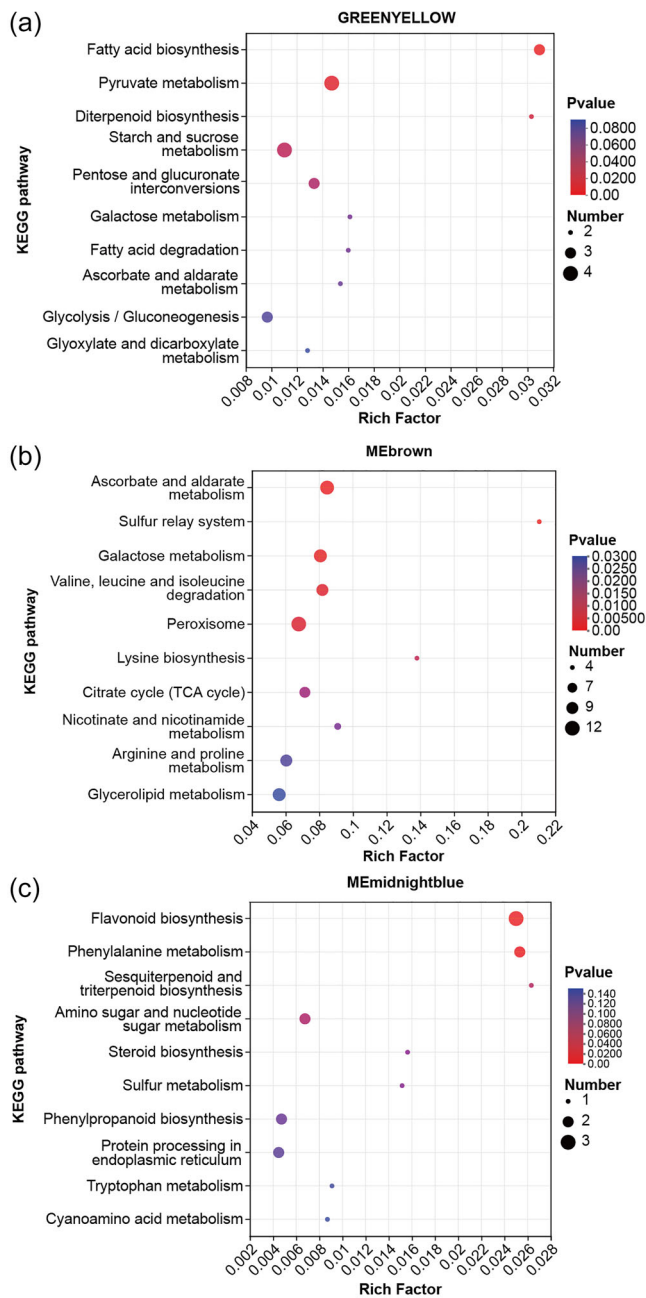 (a)
GREENYELLOW
Fatty acid biosynthesis
Pyruvate metabolism
Diterpenoid biosynthesis
Starch and sucrose
metabolism
Pentose and glucuronate
interconversions
Galactose metabolism
Fatty acid degradation
Ascorbate and aldarate
metabolism
Glycolysis / Gluconeogenesis
Glyoxylate and dicarboxylate
metabolism
KEGG pathway
0.008 0.01 0.012 0.014 0.016 0.018 0.02 0.022 0.024 0.026 0.028 0.03 0.032
Rich Factor
Pvalue
0.0800
0.0600
0.0400
0.0200
0.00
Number
2
3
4
(b)
MEbrown
Ascorbate and aldarate
metabolism
Sulfur relay system
Galactose metabolism
Valine, leucine and isoleucine
degradation
Peroxisome
Lysine biosynthesis
Citrate cycle (TCA cycle)
Nicotinate and nicotinamide
metabolism
Arginine and proline
metabolism
Glycerolipid metabolism
KEGG pathway
0.04 0.06 0.08 0.1 0.12 0.14 0.16 0.18 0.2 0.22
Rich Factor
Pvalue
0.0300
0.0250
0.0200
0.0150
0.0100
0.00500
0.00
Number
4
7
9
12
(c)
MEmidnightblue
Flavonoid biosynthesis
Phenylalanine metabolism
Sesquiterpenoid and
triterpenoid biosynthesis
Amino sugar and nucleotide
sugar metabolism
Steroid biosynthesis
Sulfur metabolism
Phenylpropanoid biosynthesis
Protein processing in
endoplasmic reticulum
Tryptophan metabolism
Cyanoamino acid metabolism
KEGG pathway
0.002 0.004 0.006 0.008 0.01 0.012 0.014 0.016 0.018 0.02 0.022 0.024 0.026 0.028
Rich Factor
Pvalue
0.140
0.120
0.100
0.0800
0.0600
0.0400
0.0200
0.0000
Number
1
2
3